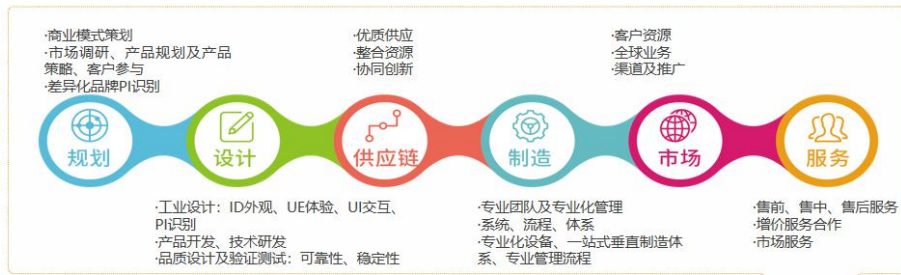 ·商业模式策划
·市场调研、产品规划及产品
策略、客户参与
·差异化品牌PI识别
·优质供应
·整合资源
·协同创新
·客户资源
·全球业务
·渠道及推广
规划
设计
供应链
制造
市场
服务
·工业设计：ID外观、UE体验、UI交互、
PI识别
·产品开发、技术研发
·品质设计及验证测试：可靠性、稳定性
·专业团队及专业化管理
·系统、流程、体系
·专业化设备、一站式垂直制造体
系、专业管理流程
·售前、售中、售后服务
·增价服务合作
·市场服务